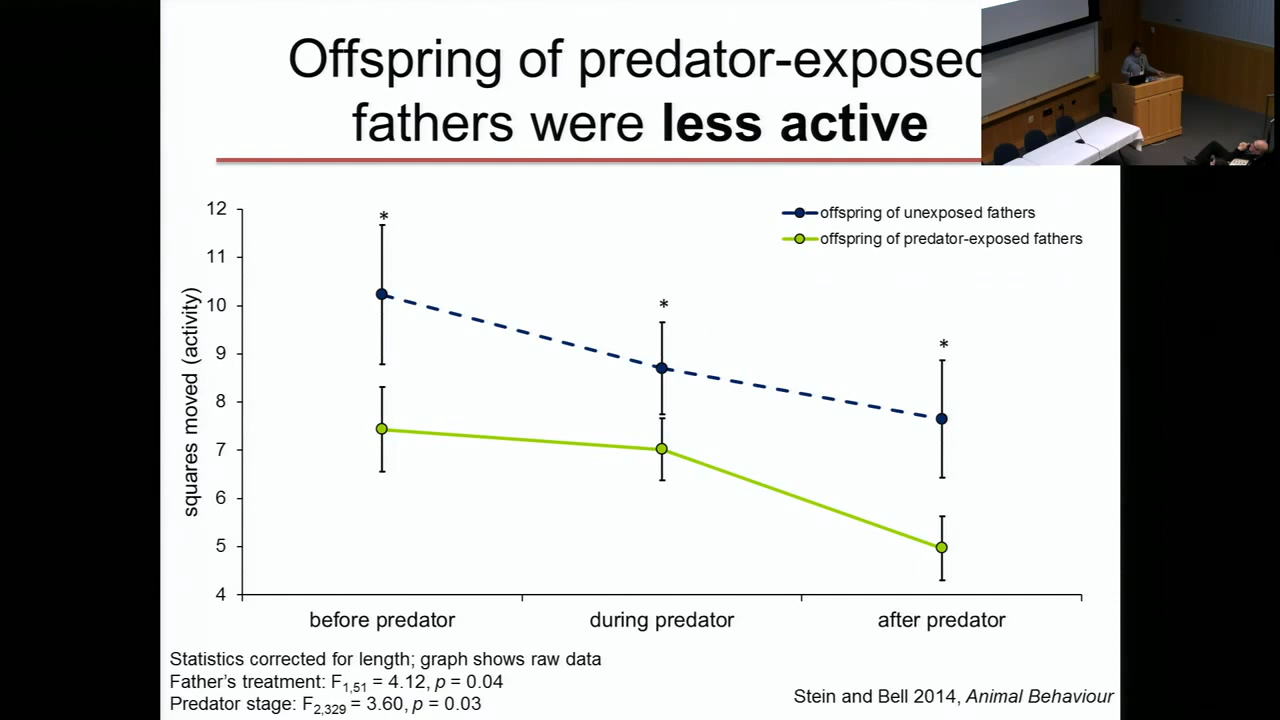 Offspring of predator-exposed
fathers were less active
12
11
10
9
8
7
6
5
4
squares moved (activity)
*
*
*
offspring of unexposed fathers
offspring of predator-exposed fathers
before predator
during predator
after predator
Statistics corrected for length; graph shows raw data
Father's treatment: F1,51 = 4.12, p = 0.04
Predator stage: F2,329 = 3.60, p = 0.03
Stein and Bell 2014, Animal Behaviour